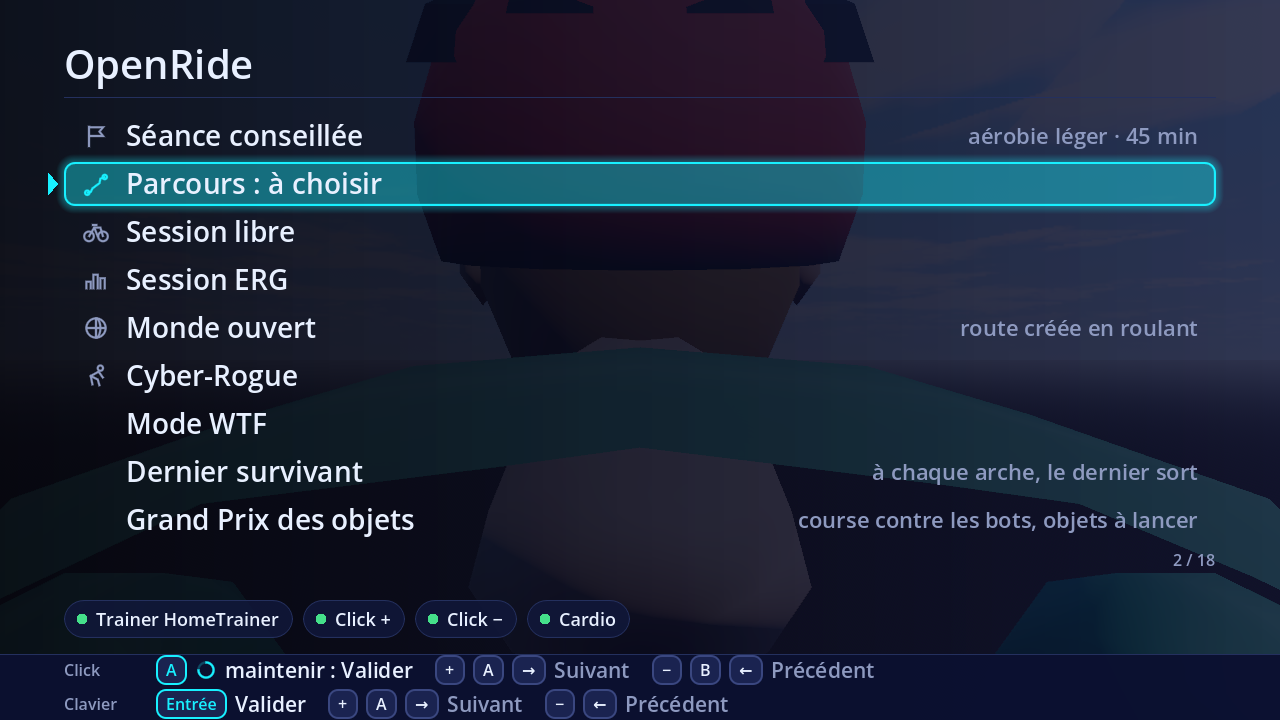 OpenRide
Séance conseillée aérobie léger · 45 min
Parcours : à choisir
Session libre
Session ERG
Monde ouvert route créée en roulant
Cyber-Rogue
Mode WTF
Dernier survivant à chaque arche, le dernier sort
Grand Prix des objets course contre les bots, objets à lancer
2 / 18
Trainer HomeTrainer Click + Click − Cardio
Click A maintenir : Valider + A → Suivant − B ← Précédent
Clavier Entrée Valider + A → Suivant − ← Précédent